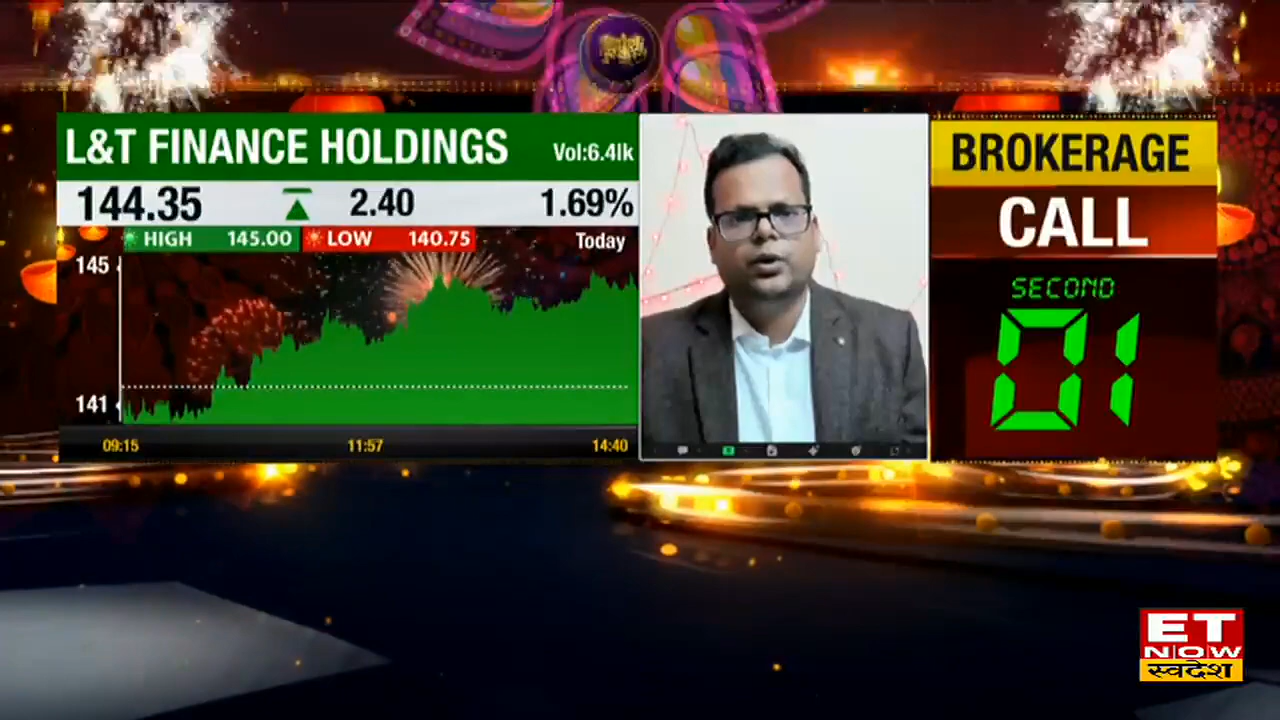 L&T FINANCE HOLDINGS Vol:6.4lk
144.35 2.40 1.69%
HIGH 145.00 LOW 140.75 Today
145
141
09:15 11:57 14:40
BROKERAGE
CALL
SECOND
01
ET
NOW
स्वदेश